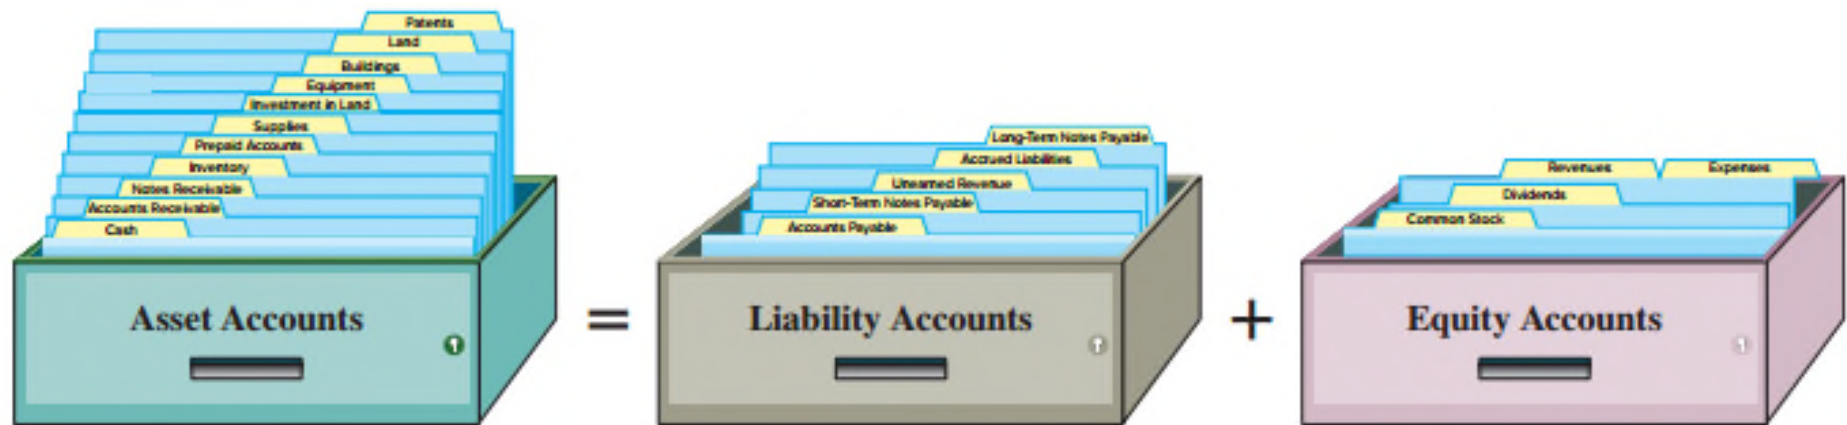 Patents
Land
Buildings
Equipment
Investment in Land
Supplies
Prepaid Accounts
Inventory
Notes Receivable
Accounts Receivable
Cash
Asset Accounts
=
Long-Term Notes Payable
Accrued Liabilities
Unearned Revenue
Short-Term Notes Payable
Accounts Payable
Liability Accounts
+
Revenues Expenses
Dividends
Common Stock
Equity Accounts